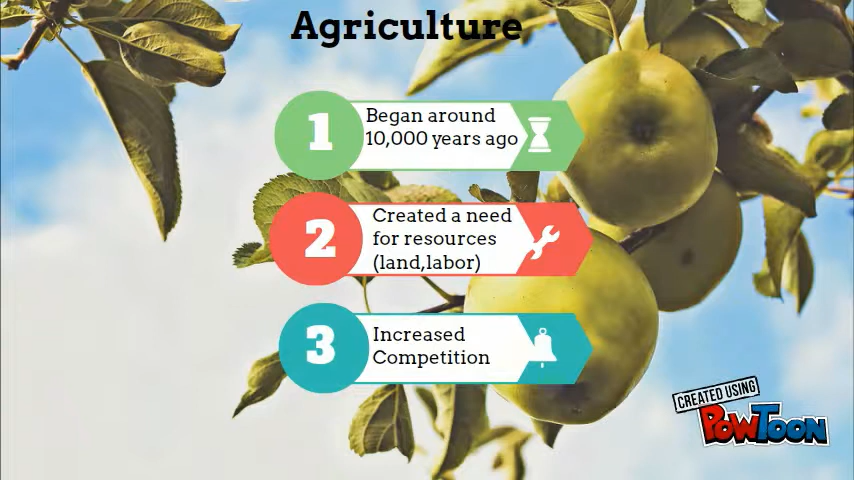 Agriculture
1
Began around
10,000 years ago
2
Created a need
for resources
(land,labor)
3
Increased
Competition
CREATED USING
POWTOON